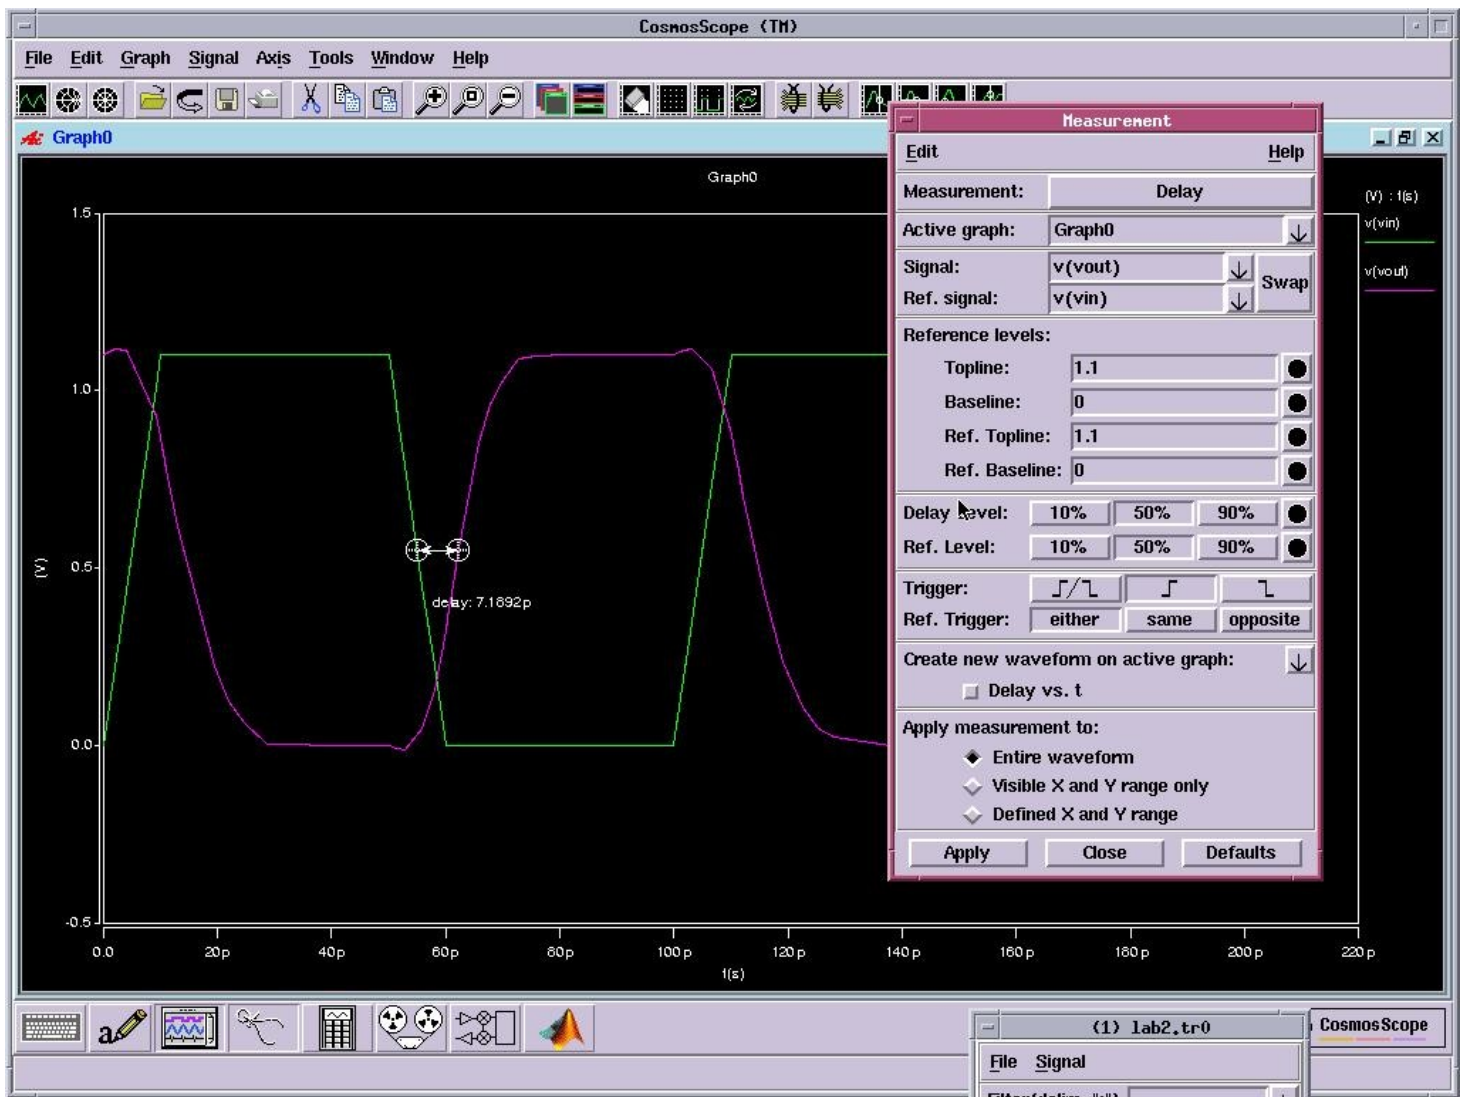 CosmosScope (TM)
File Edit Graph Signal Axis Tools Window Help
Graph0
Graph0
(V) : t(s)
v(vin)
v(vout)
1.5
1.0
0.5
0.0
-0.5
(V)
delay: 7.1892p
0.0 20p 40p 60p 80p 100p 120p 140p 160p 180p 200p 220p
t(s)
Measurement
Edit Help
Measurement: Delay
Active graph: Graph0
Signal: v(vout)
Swap
Ref. signal: v(vin)
Reference levels:
Topline: 1.1
Baseline: 0
Ref. Topline: 1.1
Ref. Baseline: 0
Delay Level: 10% 50% 90%
Ref. Level: 10% 50% 90%
Trigger:
Ref. Trigger: either same opposite
Create new waveform on active graph:
Delay vs. t
Apply measurement to:
Entire waveform
Visible X and Y range only
Defined X and Y range
Apply Close Defaults
a
(1) lab2.tr0
CosmosScope
File Signal